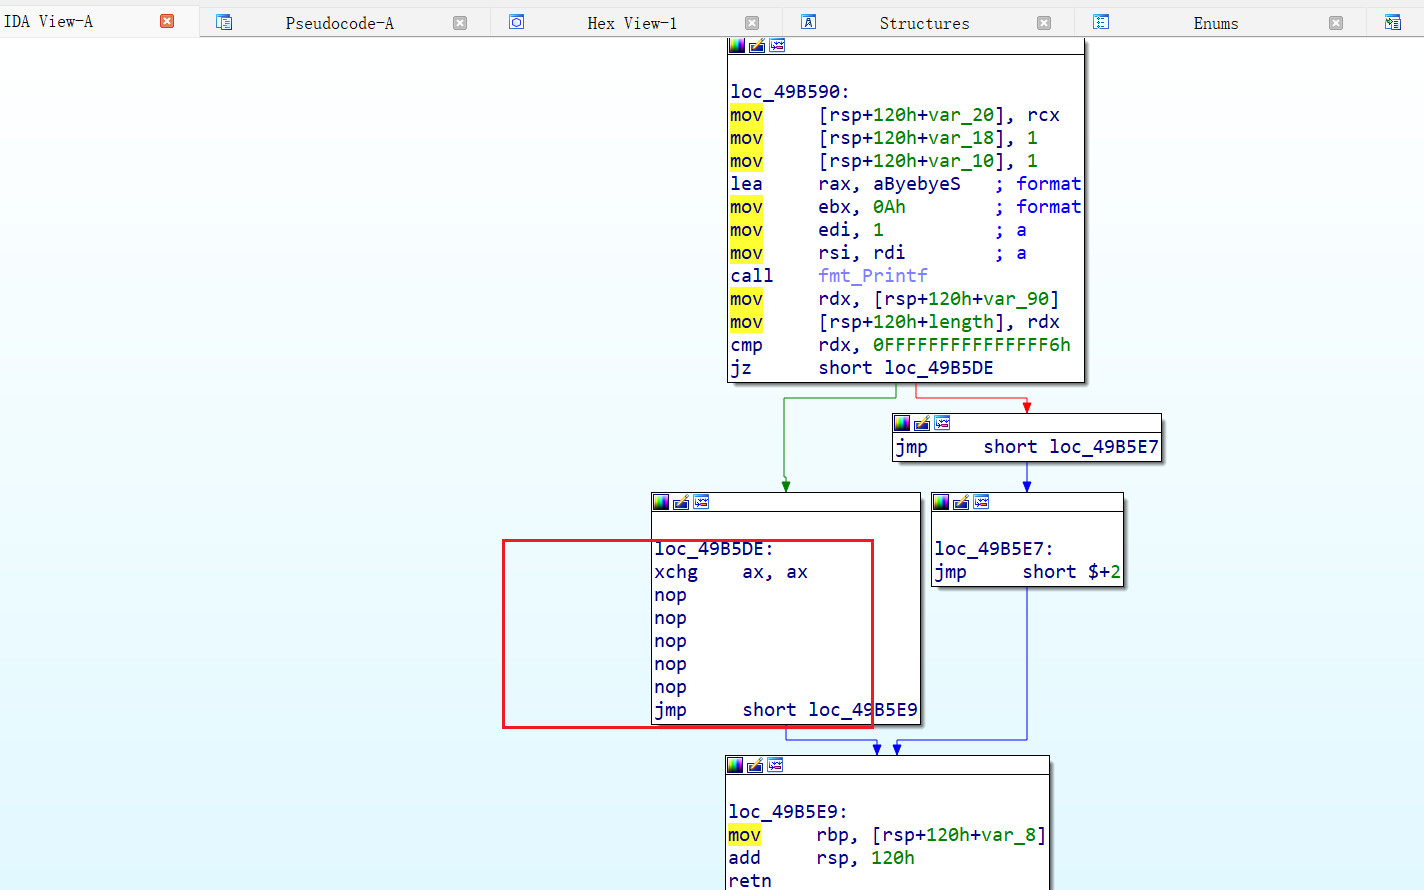 IDA View-A Pseudocode-A Hex View-1 Structures Enums
loc_49B590:
mov [rsp+120h+var_20], rcx
mov [rsp+120h+var_18], 1
mov [rsp+120h+var_10], 1
lea rax, aByebyeS ; format
mov ebx, 0Ah ; format
mov edi, 1 ; a
mov rsi, rdi ; a
call fmt_Printf
mov rdx, [rsp+120h+var_90]
mov [rsp+120h+length], rdx
cmp rdx, 0FFFFFFFFFFFFFFF6h
jz short loc_49B5DE
jmp short loc_49B5E7
loc_49B5DE:
xchg ax, ax
nop
nop
nop
nop
nop
jmp short loc_49B5E9
loc_49B5E7:
jmp short $+2
loc_49B5E9:
mov rbp, [rsp+120h+var_8]
add rsp, 120h
retn